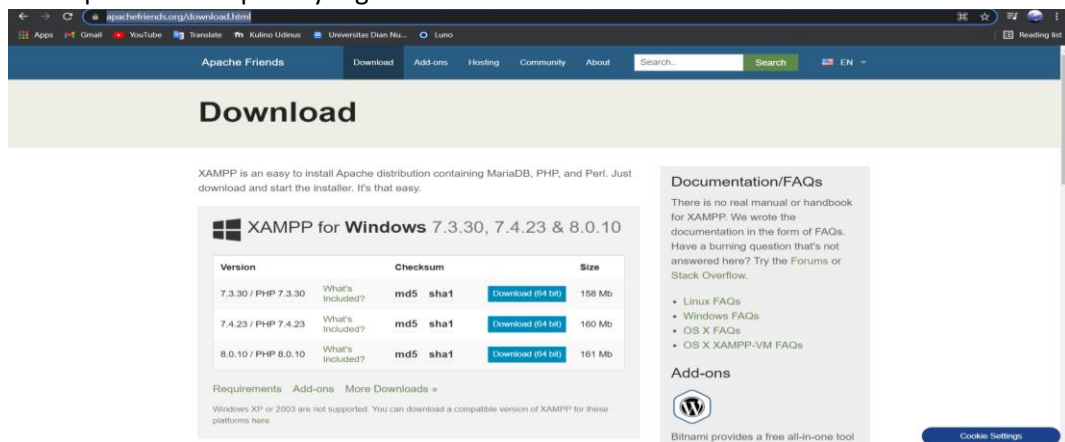 apachefriends.org/download.html
Apps Gmail YouTube Translate Kulino Udinus Universitas Dian Nu... Luno Reading list
Apache Friends Download Add-ons Hosting Community About Search... Search EN
Download
XAMPP is an easy to install Apache distribution containing MariaDB, PHP, and Perl. Just
download and start the installer. It's that easy.
XAMPP for Windows 7.3.30, 7.4.23 & 8.0.10
Version Checksum Size
7.3.30 / PHP 7.3.30 What's Included? md5 sha1 Download (64 bit) 158 Mb
7.4.23 / PHP 7.4.23 What's Included? md5 sha1 Download (64 bit) 160 Mb
8.0.10 / PHP 8.0.10 What's Included? md5 sha1 Download (64 bit) 161 Mb
Requirements Add-ons More Downloads »
Windows XP or 2003 are not supported. You can download a compatible version of XAMPP for these
platforms here.
Documentation/FAQs
There is no real manual or handbook
for XAMPP. We wrote the
documentation in the form of FAQs.
Have a burning question that's not
answered here? Try the Forums or
Stack Overflow.
• Linux FAQs
• Windows FAQs
• OS X FAQs
• OS X XAMPP-VM FAQs
Add-ons
Bitnami provides a free all-in-one tool
Cookie Settings